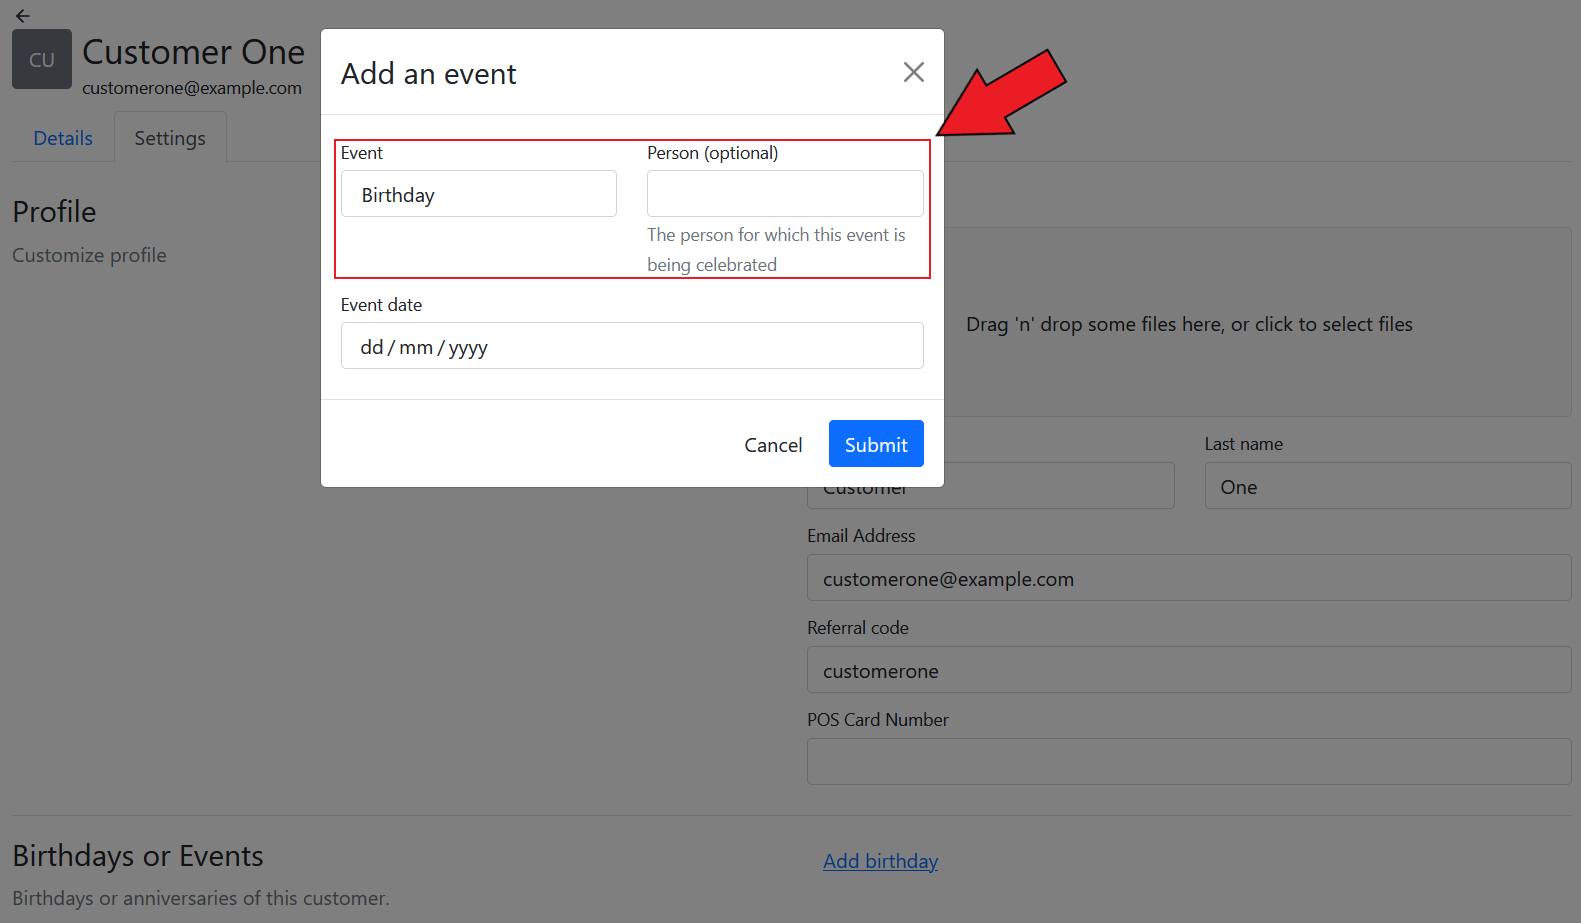 CU
Customer One
customerone@example.com
Details
Settings
Profile
Customize profile
Add an event
Event
Person (optional)
Birthday
The person for which this event is
being celebrated
Event date
dd/mm/yyyy
Cancel
Submit
Drag 'n' drop some files here, or click to select files
Last name
Customer
One
Email Address
customerone@example.com
Referral code
customerone
POS Card Number
Birthdays or Events
Birthdays or anniversaries of this customer.
Add birthday